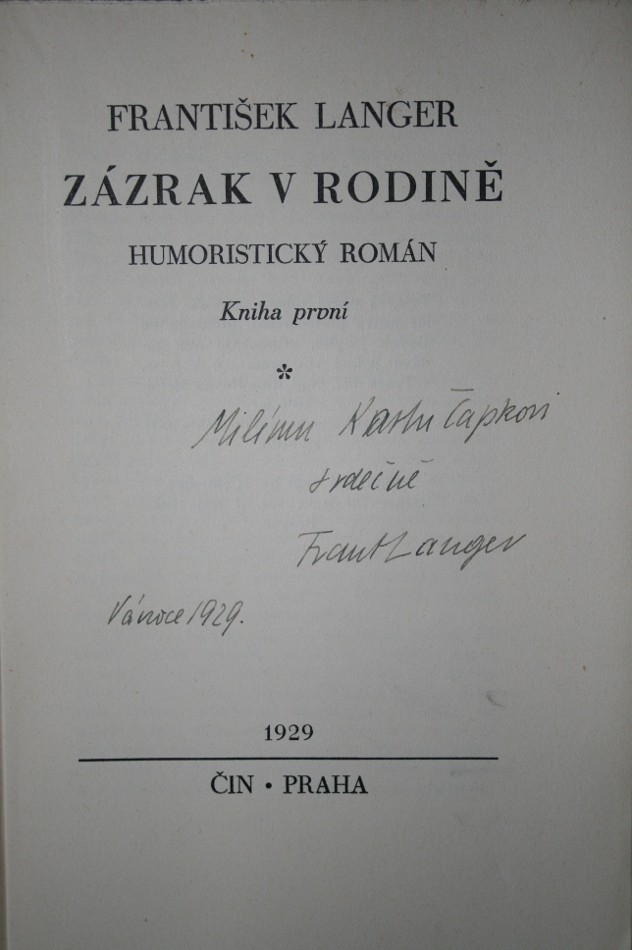 FRANTIŠEK LANGER
ZÁZRAK V RODINĚ
HUMORISTICKÝ ROMÁN
Kniha první
*
Milému Karlu Čapkovi
srdečně
Frant Langer
Vánoce 1929.
1929
ČIN • PRAHA